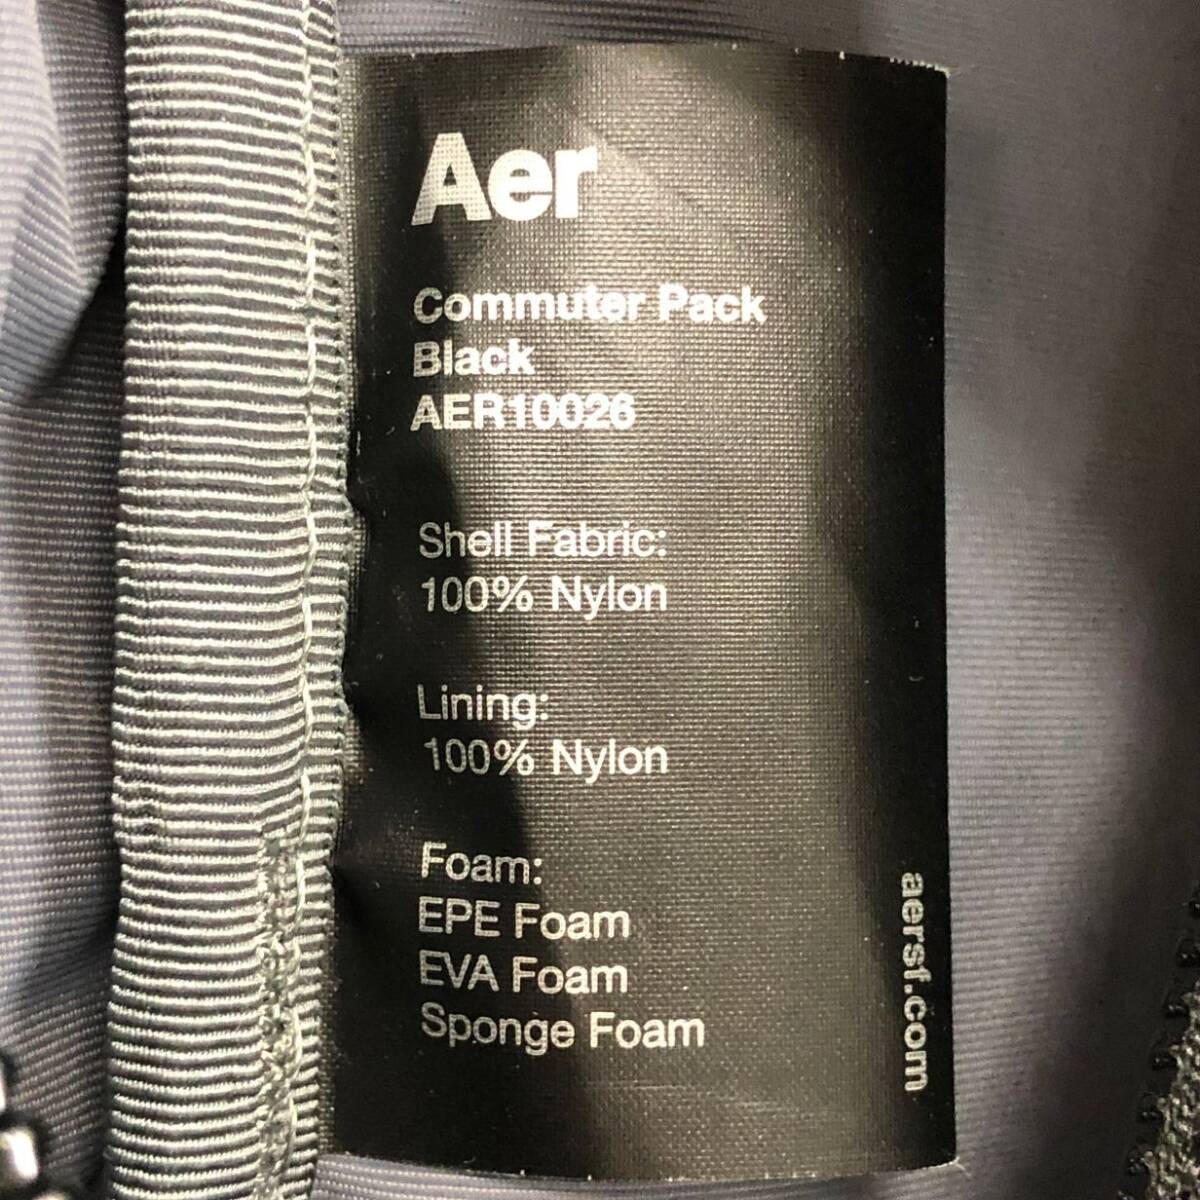 Aer
Commuter Pack
Black
AER10026
Shell Fabric:
100% Nylon
Lining:
100% Nylon
Foam:
EPE Foam
EVA Foam
Sponge Foam
aersf.com